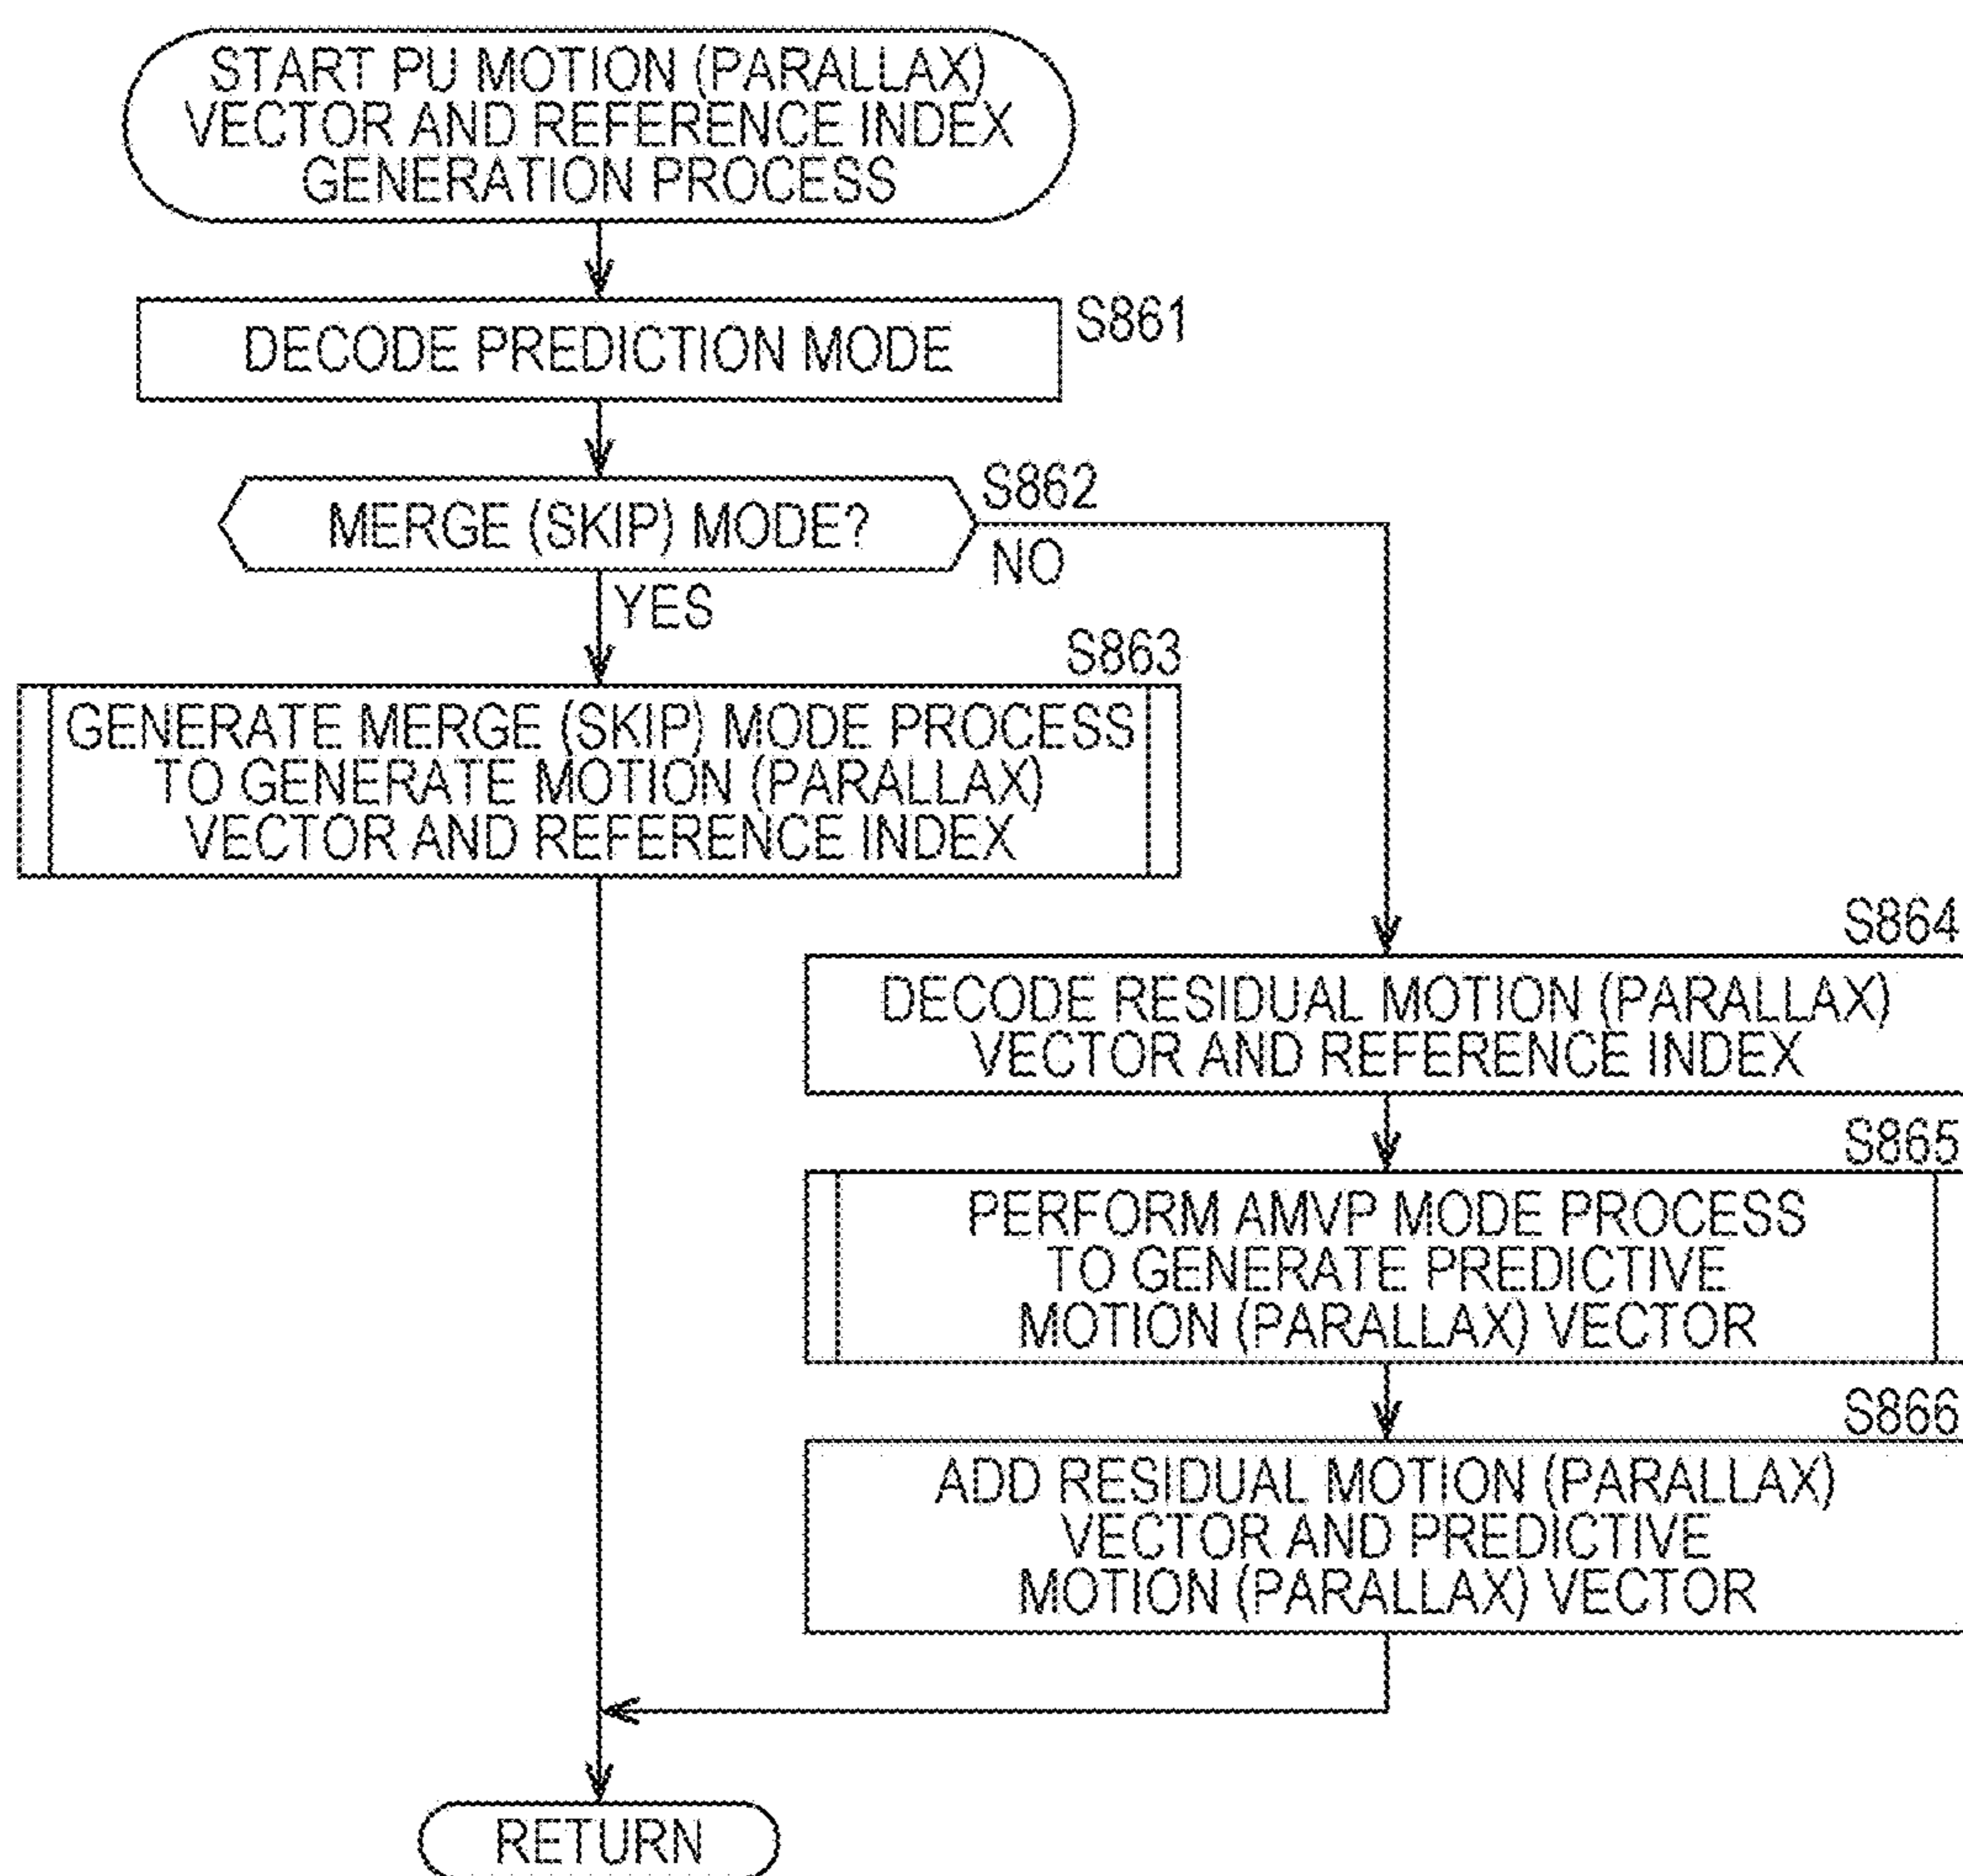 START PU MOTION (PARALLAX)
VECTOR AND REFERENCE INDEX
GENERATION PROCESS
S861
DECODE PREDICTION MODE
S862
MERGE (SKIP) MODE?
NO
YES
S863
GENERATE MERGE (SKIP) MODE PROCESS
TO GENERATE MOTION (PARALLAX)
VECTOR AND REFERENCE INDEX
S864
DECODE RESIDUAL MOTION (PARALLAX)
VECTOR AND REFERENCE INDEX
S865
PERFORM AMVP MODE PROCESS
TO GENERATE PREDICTIVE
MOTION (PARALLAX) VECTOR
S866
ADD RESIDUAL MOTION (PARALLAX)
VECTOR AND PREDICTIVE
MOTION (PARALLAX) VECTOR
RETURN